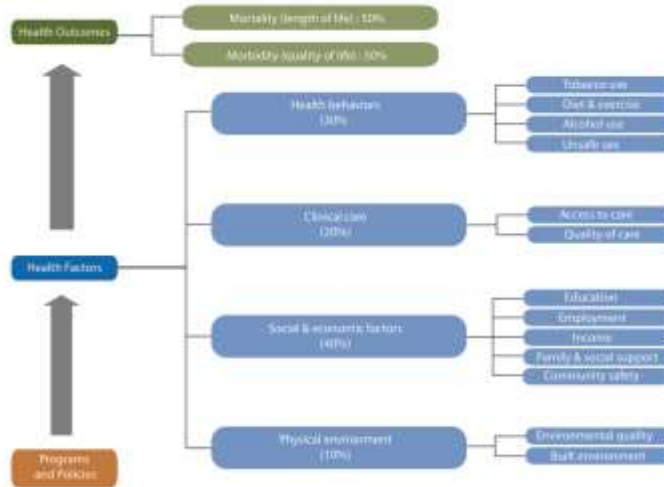 Health Outcomes
Mortality (length of life) : 50%
Morbidity (quality of life) : 50%
Health behaviors
(30%
Tobacco use
Diet & exercise
Alcohol use
Unsafe sex
Clinical care
(20%)
Access to care
Quality of care
Health Factors
Social & economic factors
(40%)
Education
Employment
Income
Family & social support
Community safety
Physical environment
(10%)
Environmental quality
Built environment
Programs
and Policies